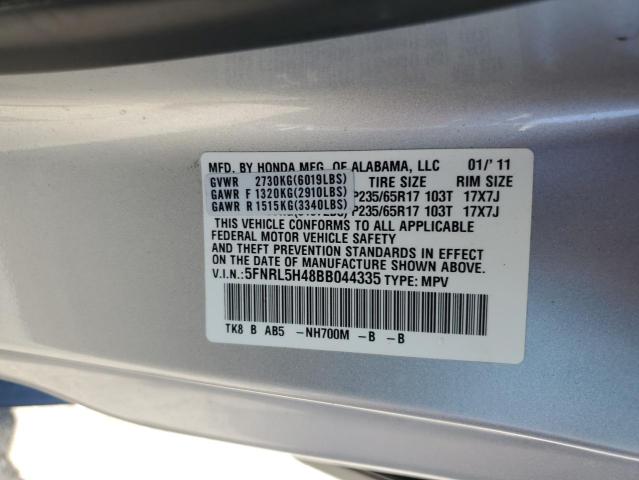 MFD. BY HONDA MFG. OF ALABAMA, LLC 01/'11
GVWR 2730KG(6019LBS) TIRE SIZE RIM SIZE
GAWR F 1320KG(2910LBS) P235/65R17 103T 17X7J
GAWR R 1515KG(3340LBS) P235/65R17 103T 17X7J
THIS VEHICLE CONFORMS TO ALL APPLICABLE
FEDERAL MOTOR VEHICLE SAFETY
AND THEFT PREVENTION STANDARDS IN EFFECT
ON THE DATE OF MANUFACTURE SHOWN ABOVE.
V.I.N.: 5FNRL5H48BB044335 TYPE: MPV
TK8 B AB5 -NH700M -B -B